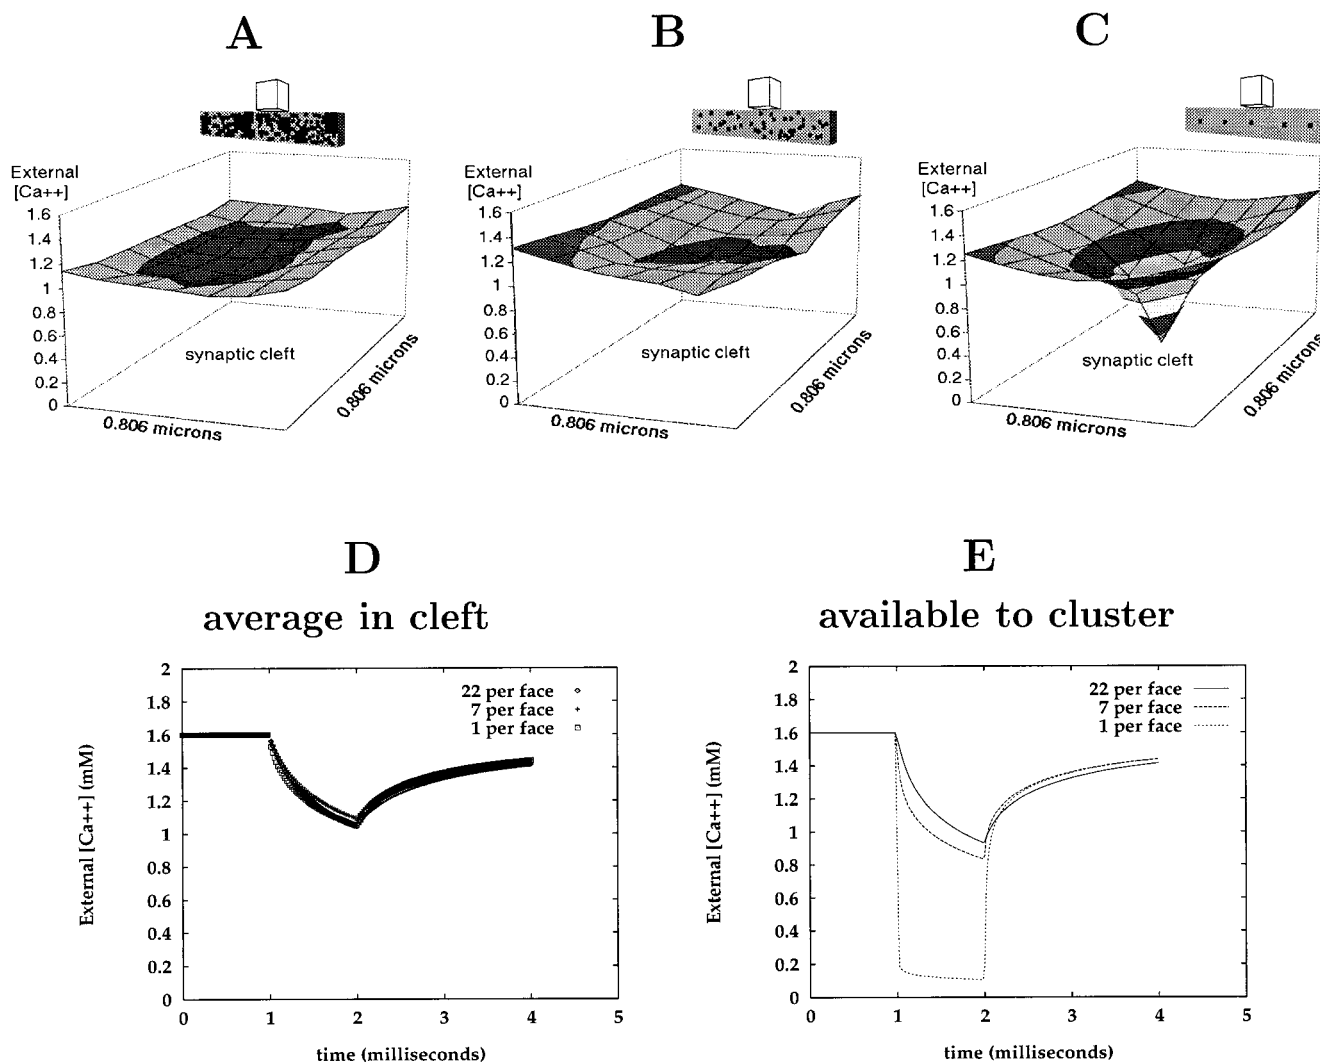 A
B
C
External
[Ca++]
1.6
1.4
1.2
1
0.8
0.6
0.4
0.2
0
synaptic cleft
0.806 microns
0.806 microns
External
[Ca++]
1.6
1.4
1.2
1
0.8
0.6
0.4
0.2
0
synaptic cleft
0.806 microns
0.806 microns
External
[Ca++]
1.6
1.4
1.2
1
0.8
0.6
0.4
0.2
0
synaptic cleft
0.806 microns
0.806 microns
D
average in cleft
External [Ca++] (mM)
2
1.8
1.6
1.4
1.2
1
0.8
0.6
0.4
0.2
0
22 per face
7 per face
1 per face
0 1 2 3 4 5
time (milliseconds)
E
available to cluster
External [Ca++] (mM)
2
1.8
1.6
1.4
1.2
1
0.8
0.6
0.4
0.2
0
22 per face
7 per face
1 per face
0 1 2 3 4 5
time (milliseconds)